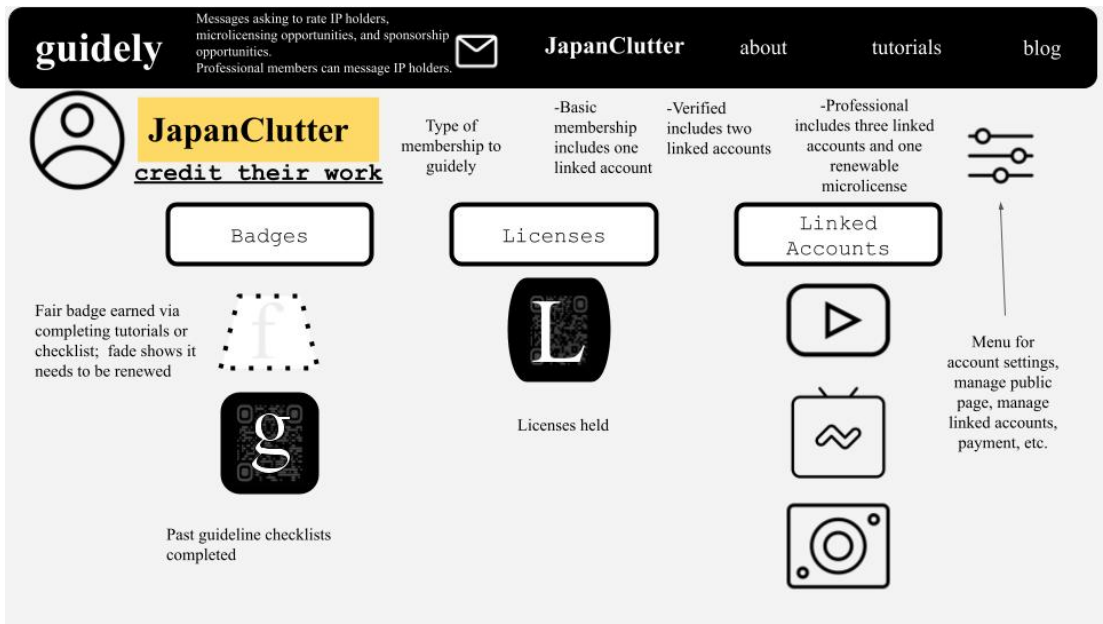 guidely
Messages asking to rate IP holders,
microlicensing opportunities, and sponsorship
opportunities.
Professional members can message IP holders.
JapanClutter
about
tutorials
blog
JapanClutter
credit their work
Type of
membership to
guidely
-Basic
membership
includes one
linked account
-Verified
includes two
linked accounts
-Professional
includes three linked
accounts and one
renewable
microlicense
Badges
Licenses
Linked
Accounts
Fair badge earned via
completing tutorials or
checklist;  fade shows it
needs to be renewed
f
L
Menu for
account settings,
manage public
page, manage
linked accounts,
payment, etc.
g
Licenses held
Past guideline checklists
completed